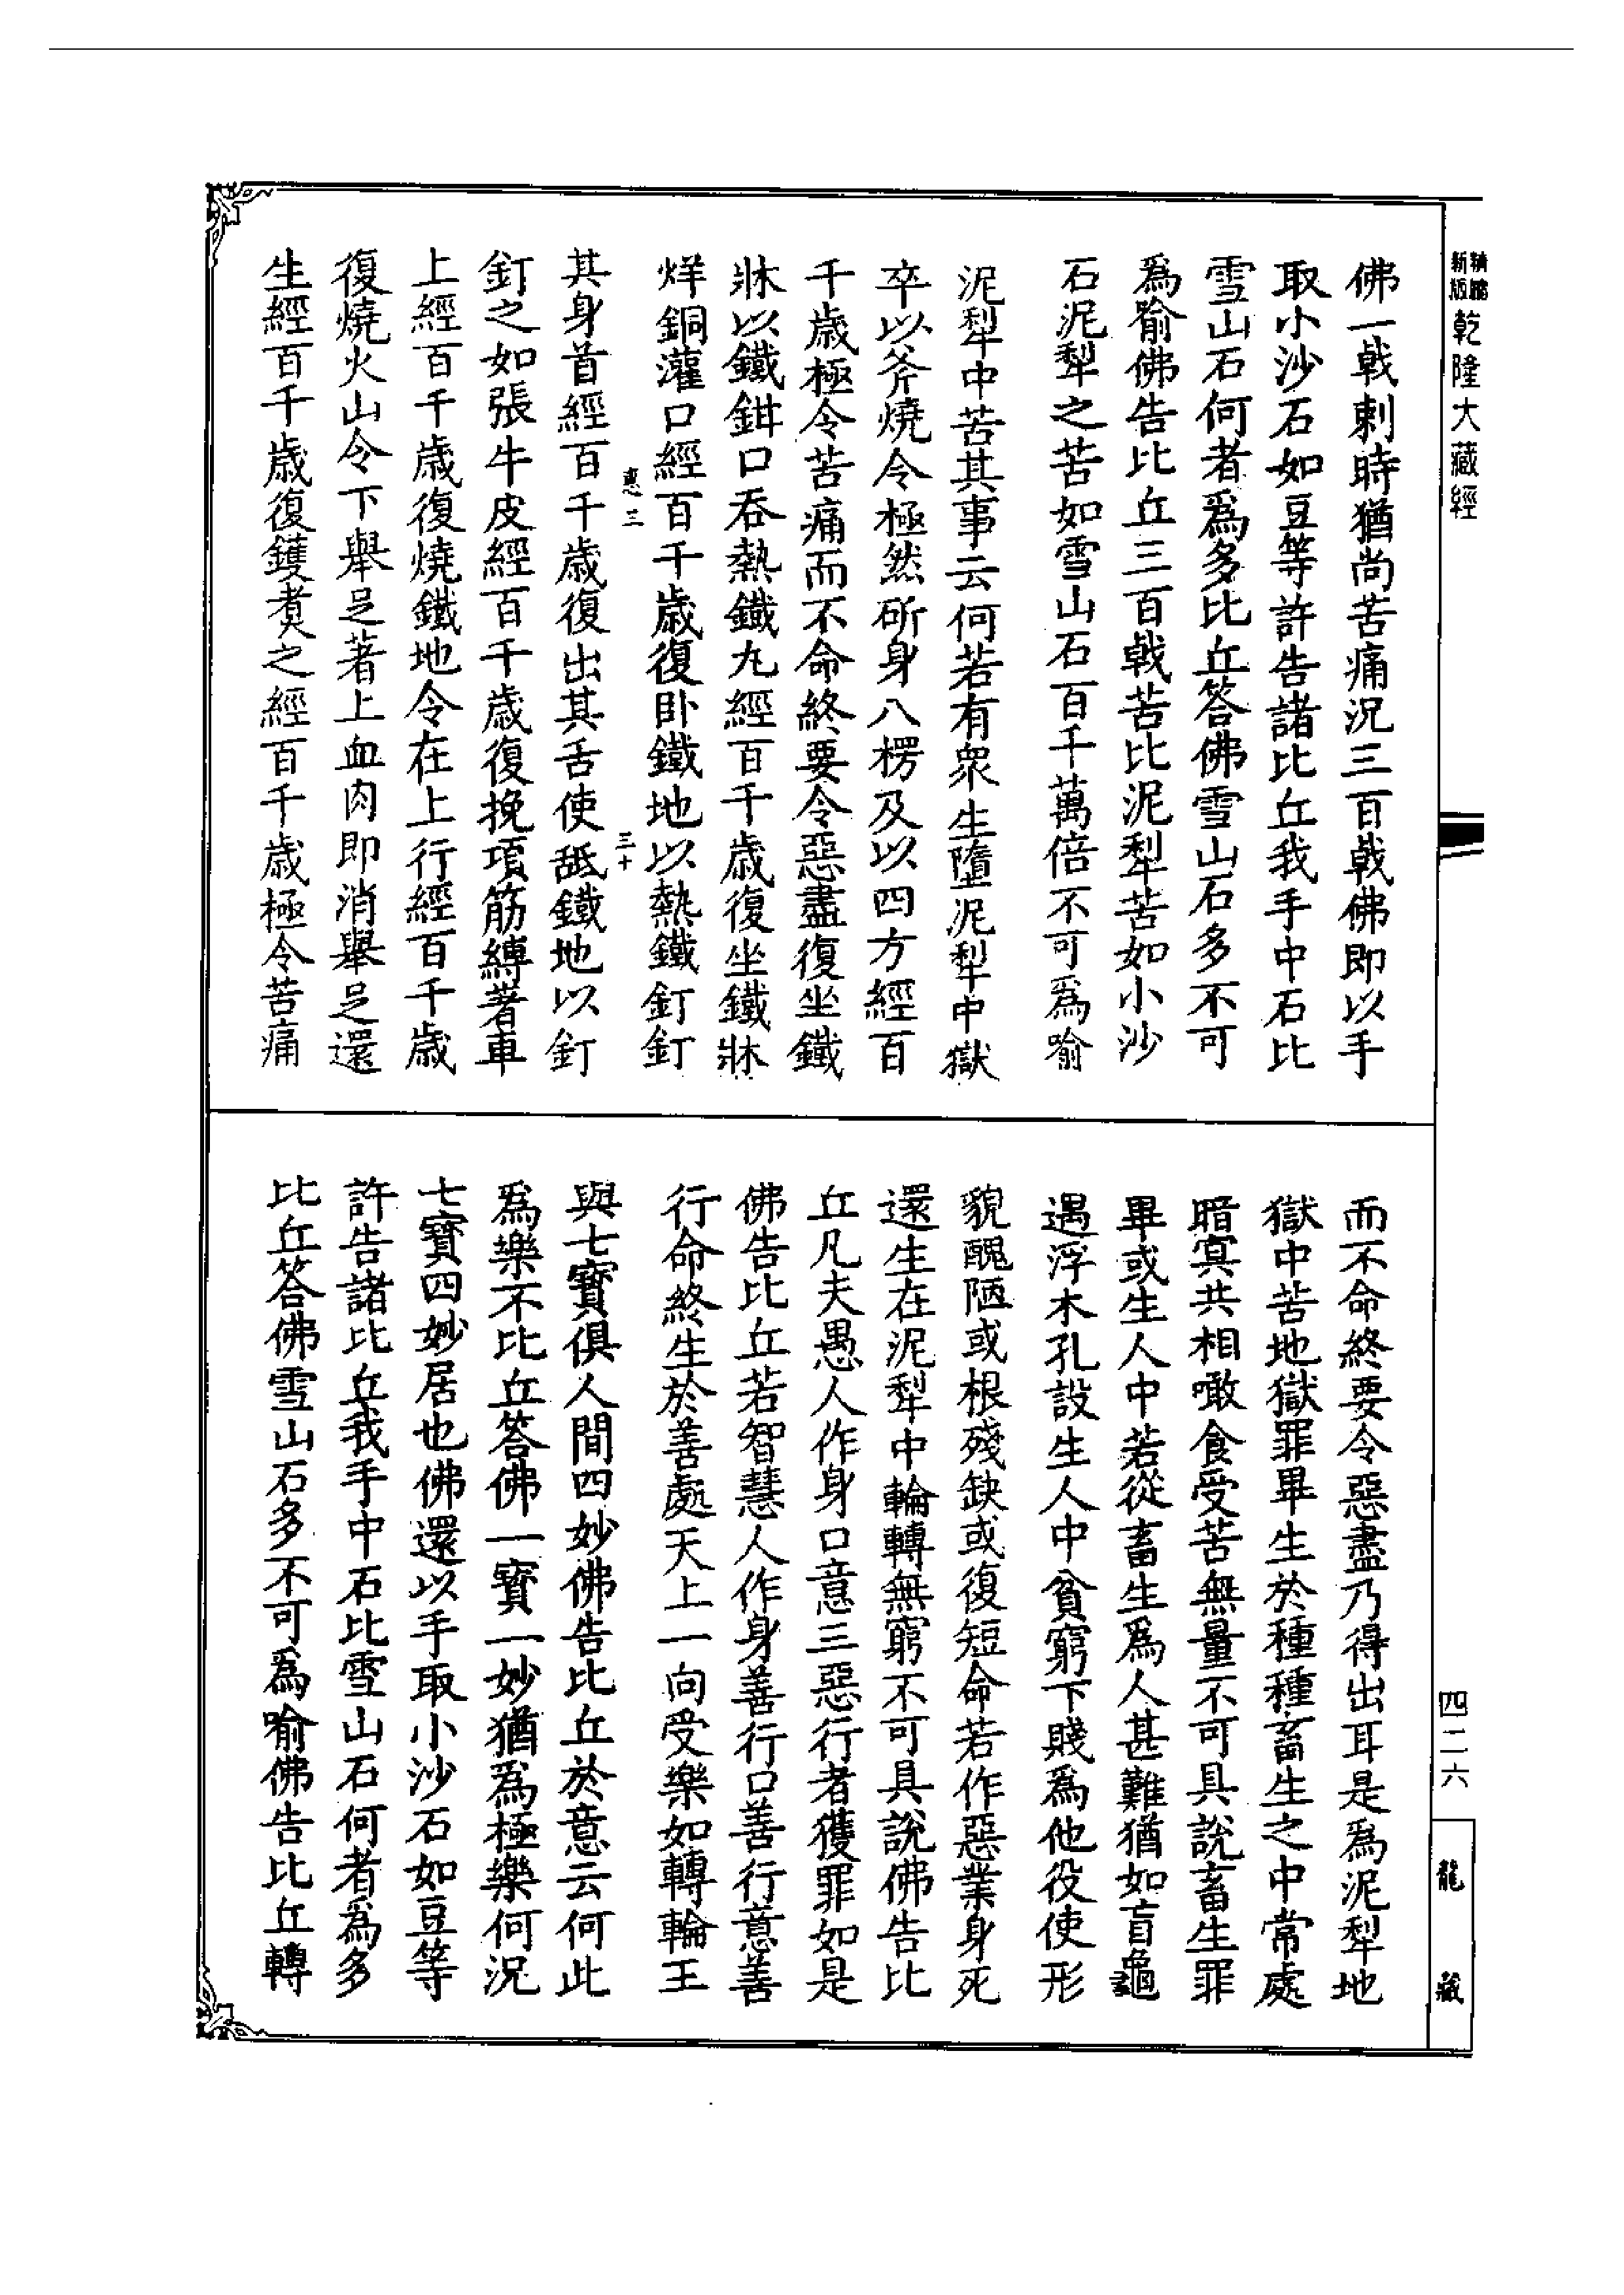 精縮新版乾隆大藏經
佛一戟刺時猶尚苦痛況三百戟佛即以手
取小沙石如豆等許告諸比丘我手中石比
雪山石何者爲多比丘答佛雪山石多不可
爲喻佛告比丘三百戟苦比泥犁苦如小沙
石泥犁之苦如雪山石百千萬倍不可爲喻
泥犁中苦其事云何若有衆生墮泥犁中獄
卒以斧燒令極然斫身八楞及以四方經百
千歲極令苦痛而不命終要令惡盡復坐鐵
牀以鐵鉗口吞熱鐵丸經百千歲復坐鐵牀
烊銅灌口經百千歲復臥鐵地以熱鐵釘釘
惠三
三十
其身首經百千歲復出其舌使舐鐵地以釘
釘之如張牛皮經百千歲復挽項筋縛著車
上經百千歲復燒鐵地令在上行經百千歲
復燒火山令下舉足著上血肉即消舉足還
生經百千歲復鑊煑之經百千歲極令苦痛
而不命終要令惡盡乃得出耳是爲泥犁地
獄中苦地獄罪畢生於種種畜生之中常處
暗冥共相噉食受苦無量不可具說畜生罪
畢或生人中若從畜生爲人甚難猶如盲龜
遇浮木孔設生人中貧窮下賤爲他役使形
貌醜陋或根殘缺或復短命若作惡業身死
還生在泥犁中輪轉無窮不可具說佛告比
丘凡夫愚人作身口意三惡行者獲罪如是
佛告比丘若智慧人作身善行口善行意善
行命終生於善處天上一向受樂如轉輪王
與七寶俱人間四妙佛告比丘於意云何此
爲樂不比丘答佛一寶一妙猶爲極樂何況
七寶四妙居也佛還以手取小沙石如豆等
許告諸比丘我手中石比雪山石何者爲多
比丘答佛雪山石多不可爲喻佛告比丘轉
四二六
龍藏